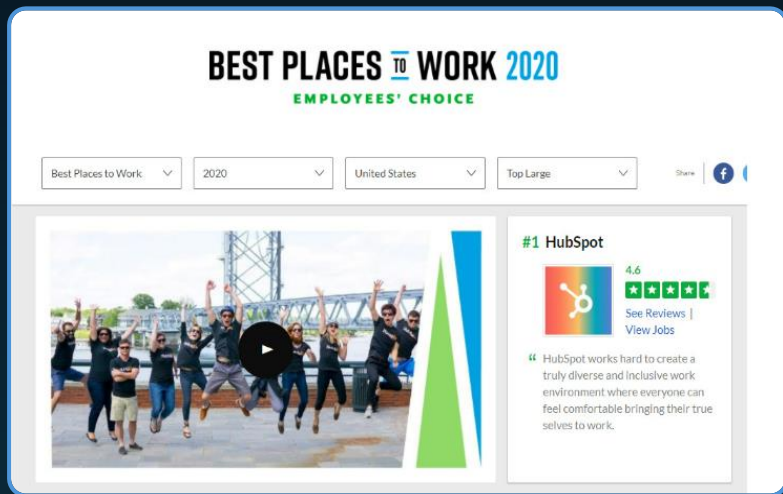 BEST PLACES TO WORK 2020
EMPLOYEES' CHOICE
Best Places to Work
2020
United States
Top Large
Share
#1 HubSpot
4.6
See Reviews |
View Jobs
“ HubSpot works hard to create a
truly diverse and inclusive work
environment where everyone can
feel comfortable bringing their true
selves to work.